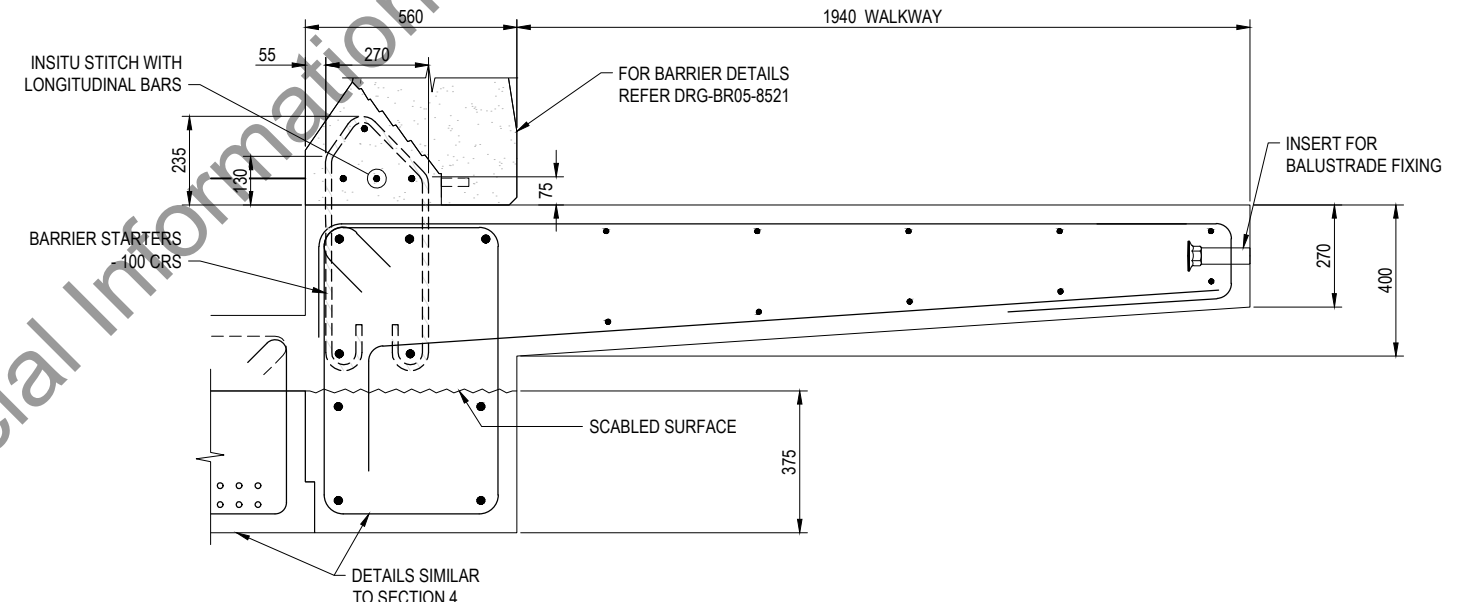 560
1940 WALKWAY
55
270
INSITU STITCH WITH
LONGITUDINAL BARS
FOR BARRIER DETAILS
REFER DRG-BR05-8521
INSERT FOR
BALUSTRADE FIXING
235
130
75
BARRIER STARTERS
- 100 CRS
270
400
SCABLED SURFACE
375
DETAILS SIMILAR
TO SECTION 4
cial Information